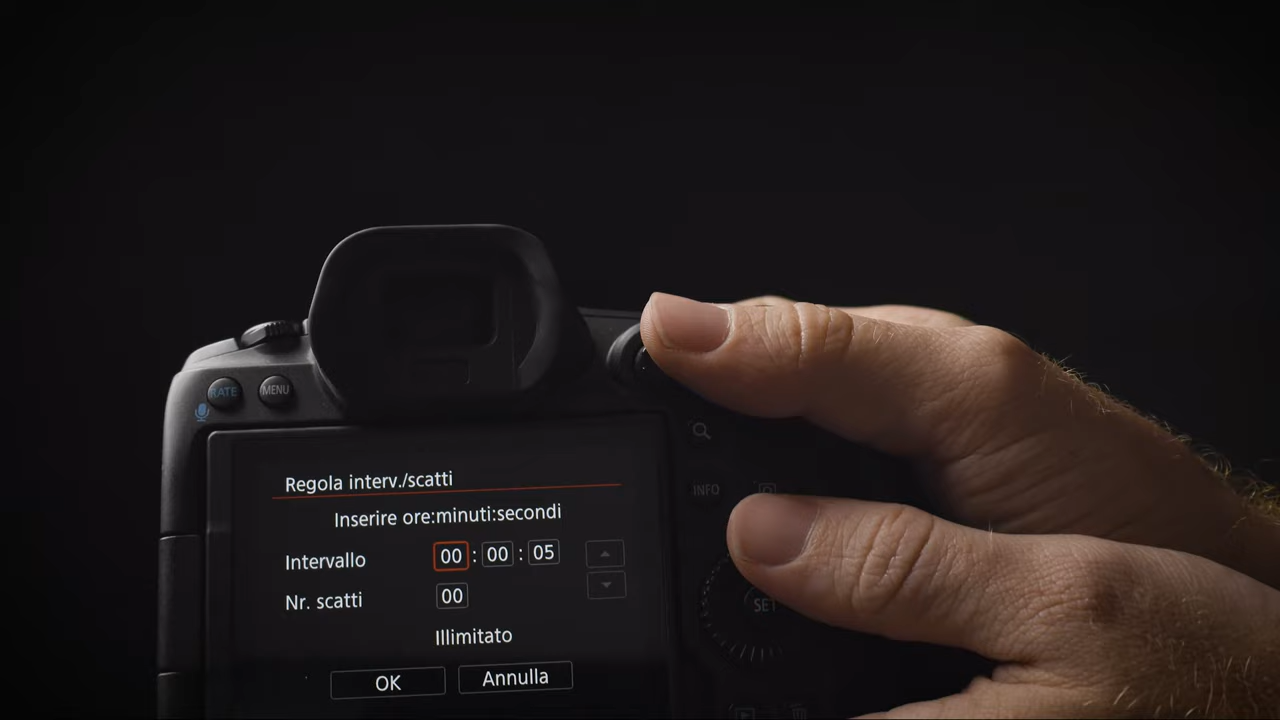 RATE
MENU
Regola interv./scatti
INFO
Inserire ore:minuti:secondi
Intervallo 00 : 00 : 05
Nr. scatti 00
SET
Illimitato
OK Annulla